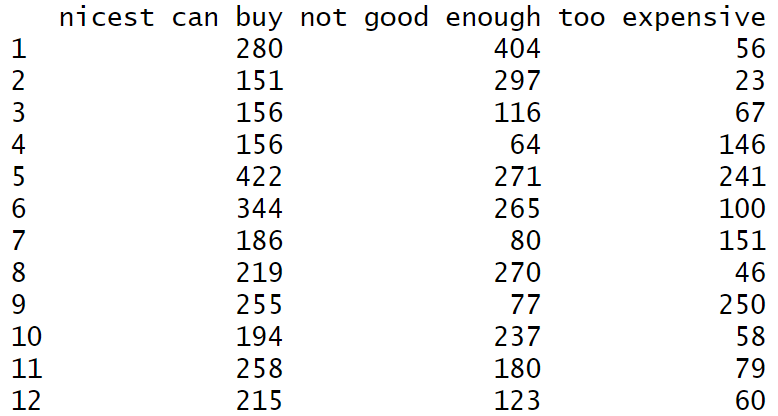 nicest can buy not good enough too expensive
1 280 404 56
2 151 297 23
3 156 116 67
4 156 64 146
5 422 271 241
6 344 265 100
7 186 80 151
8 219 270 46
9 255 77 250
10 194 237 58
11 258 180 79
12 215 123 60